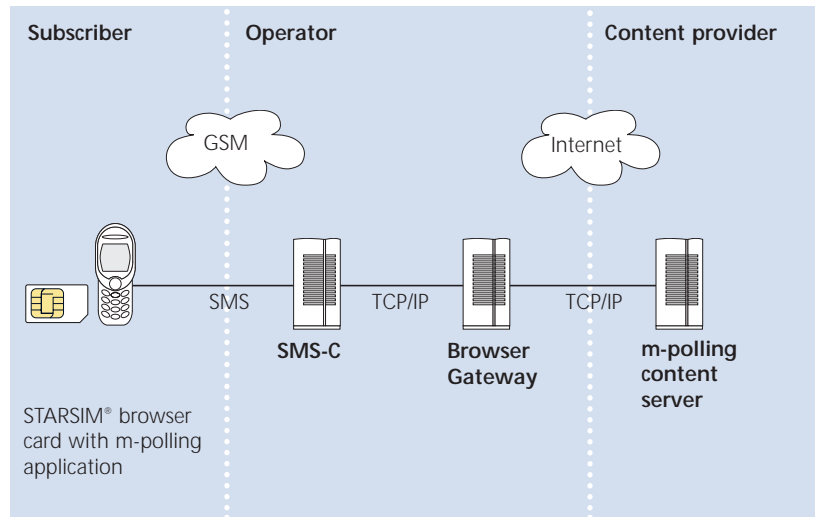 Subscriber
Operator
Content provider
GSM
Internet
SMS
TCP/IP
TCP/IP
SMS-C
Browser
Gateway
m-polling
content
server
STARSIM® browser
card with m-polling
application